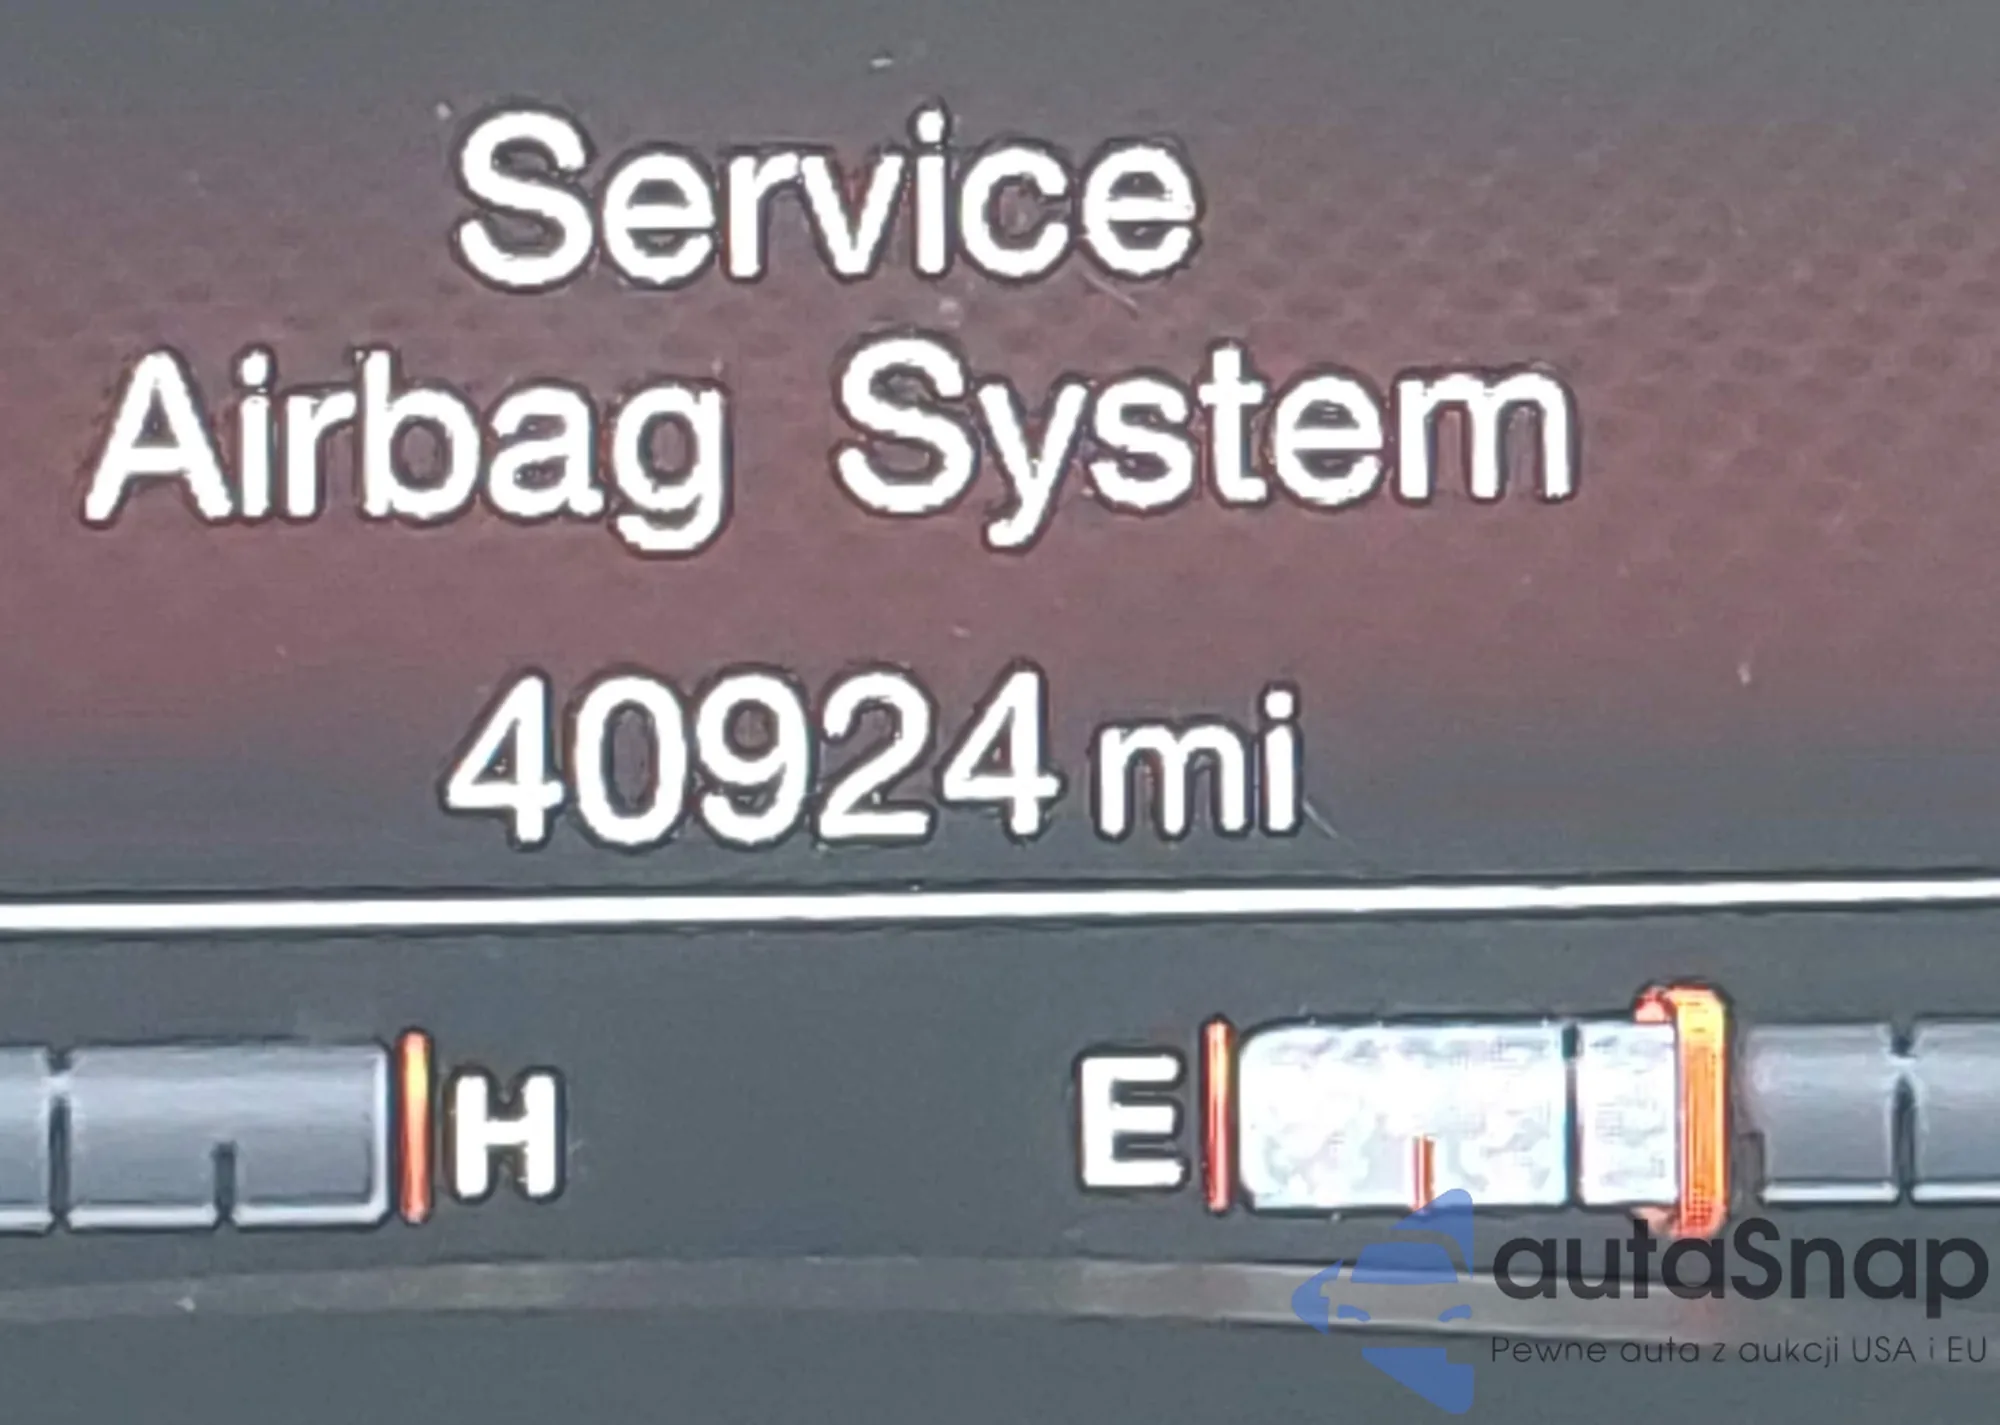 Service
Airbag System
40924 mi
H
E
autaSnap
Pewne auta z aukcji USA i EU